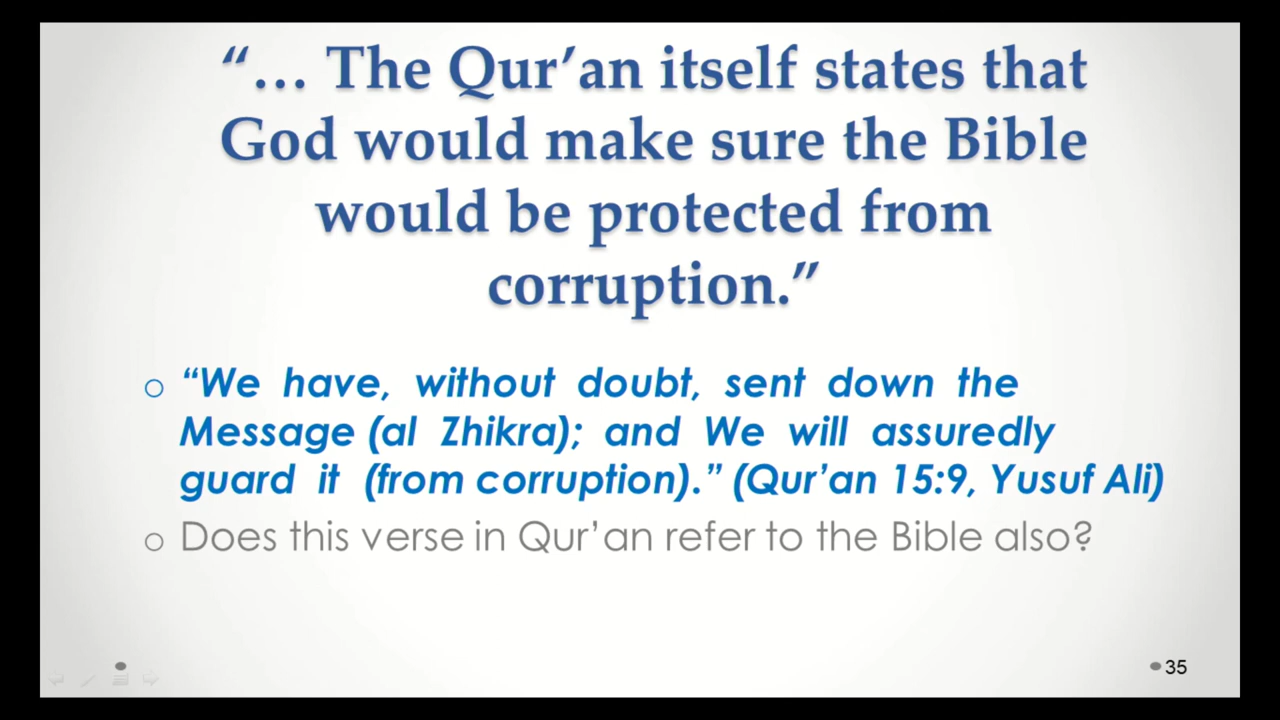 “… The Qur’an itself states that
God would make sure the Bible
would be protected from
corruption.”
o “We have, without doubt, sent down the
Message (al Zhikra); and We will assuredly
guard it (from corruption).” (Qur’an 15:9, Yusuf Ali)
o Does this verse in Qur’an refer to the Bible also?
35